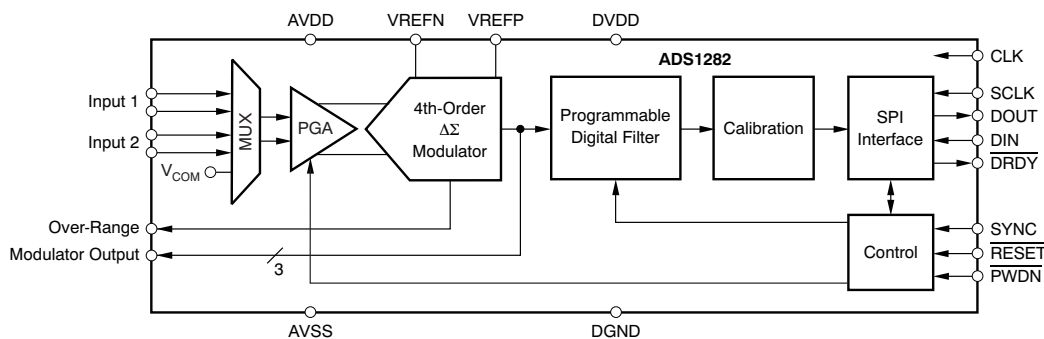 AVDD
VREFN
VREFP
DVDD
ADS1282
CLK
Input 1
Input 2
V_COM
MUX
PGA
4th-Order
ΔΣ
Modulator
Programmable
Digital Filter
Calibration
SPI
Interface
SCLK
DOUT
DIN
DRDY
Over-Range
Modulator Output
3
Control
SYNC
RESET
PWDN
AVSS
DGND